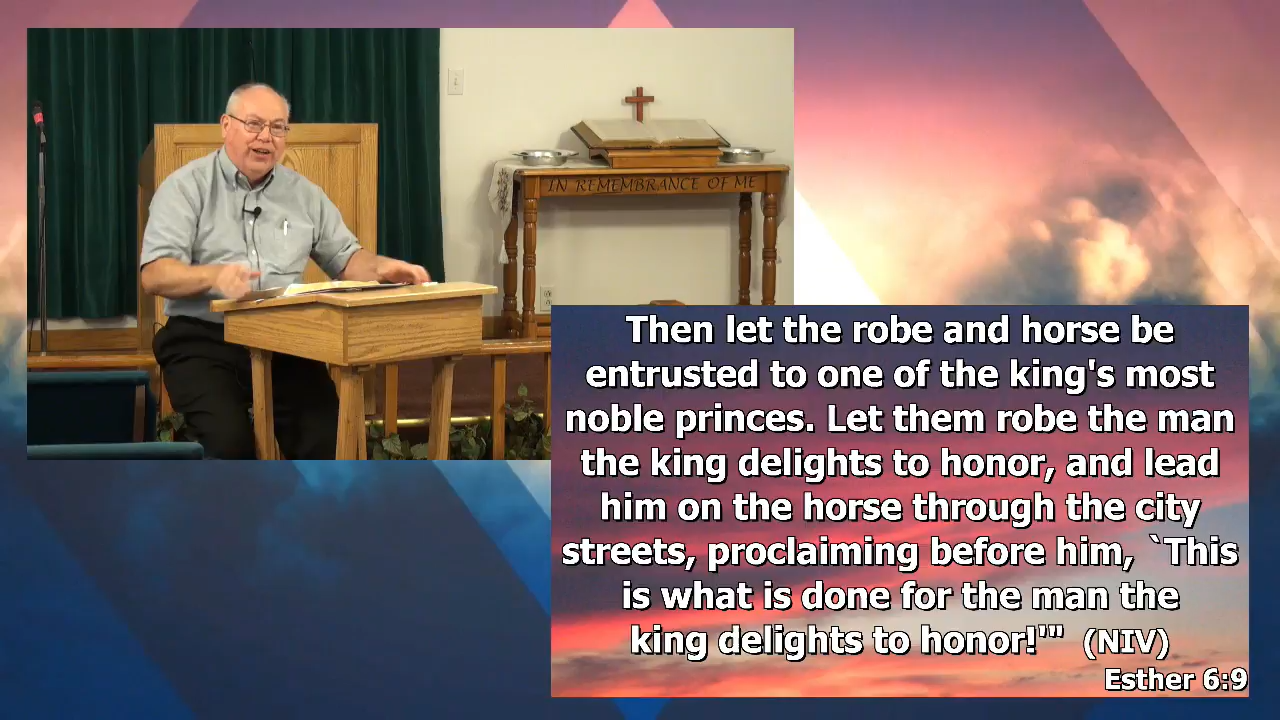 IN REMEMBRANCE OF ME
Then let the robe and horse be
entrusted to one of the king's most
noble princes. Let them robe the man
the king delights to honor, and lead
him on the horse through the city
streets, proclaiming before him, `This
is what is done for the man the
king delights to honor!'" (NIV)
Esther 6:9